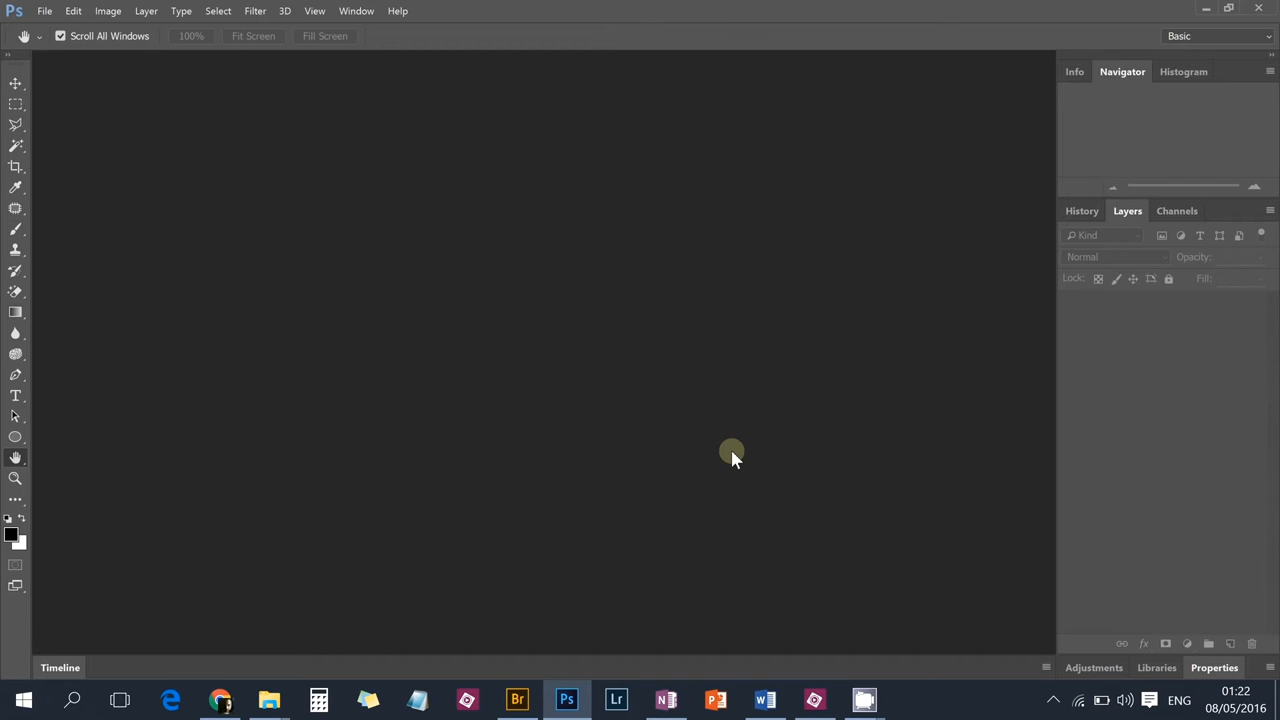 Ps File Edit Image Layer Type Select Filter 3D View Window Help
Scroll All Windows 100% Fit Screen Fill Screen Basic
Info Navigator Histogram
History Layers Channels
Kind
Normal Opacity:
Lock: Fill:
Timeline
Adjustments Libraries Properties
Br Ps Lr ENG
01:22
08/05/2016